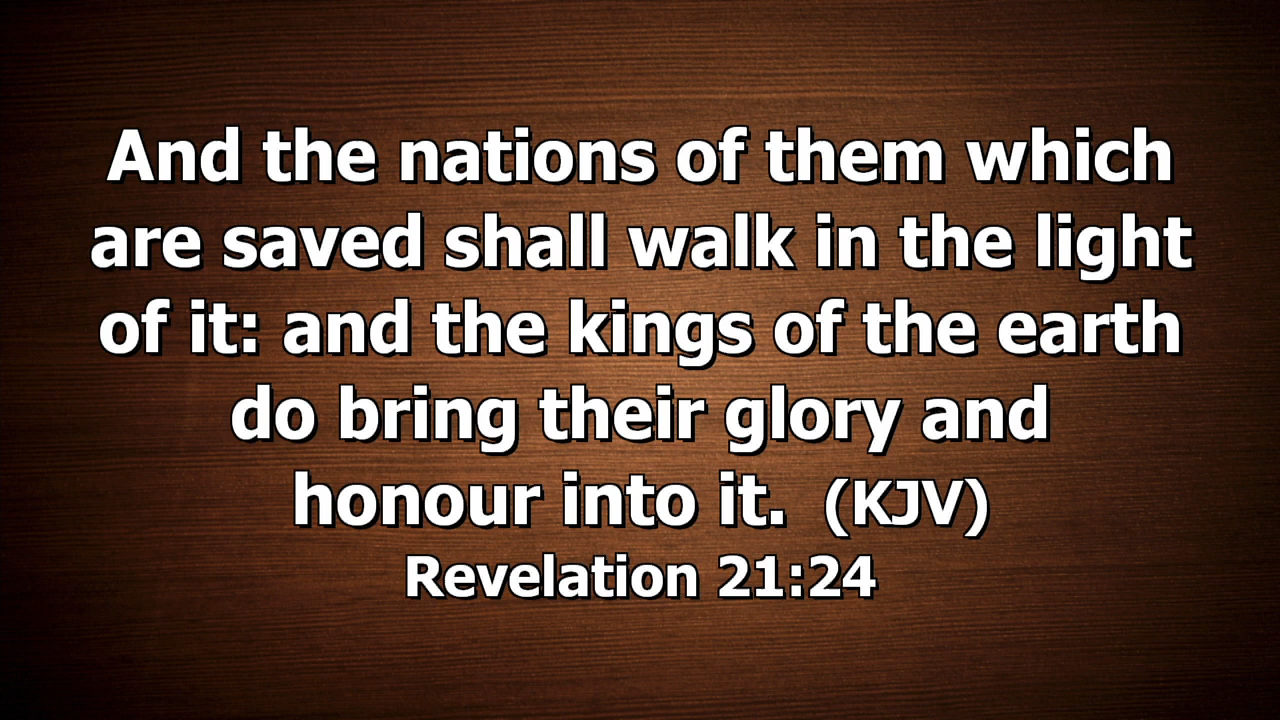 And the nations of them which
are saved shall walk in the light
of it: and the kings of the earth
do bring their glory and
honour into it.  (KJV)
Revelation 21:24